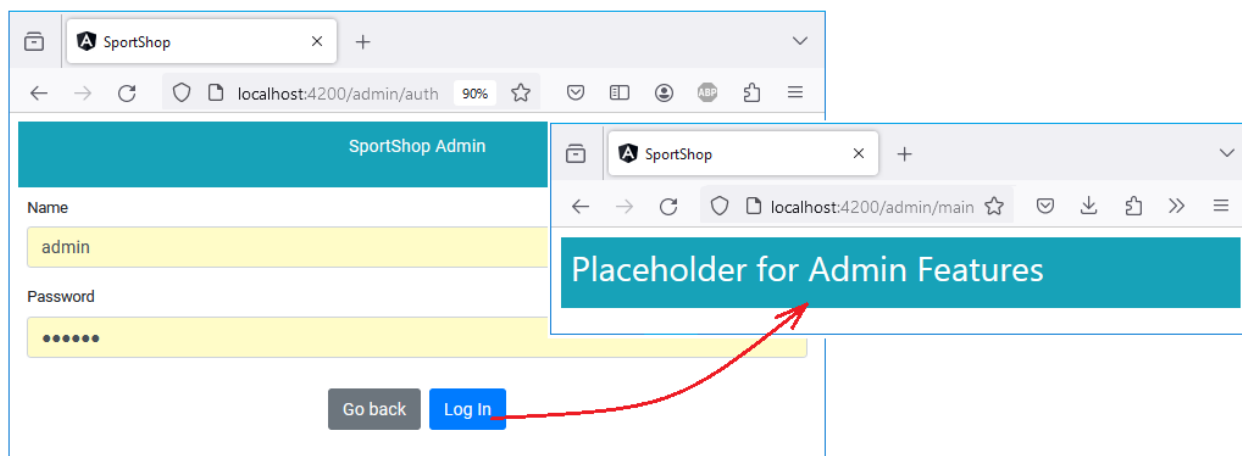 SportShop
localhost:4200/admin/auth 90%
ABP
SportShop Admin
Name
admin
Password
••••••
Go back Log In
SportShop
localhost:4200/admin/main
Placeholder for Admin Features